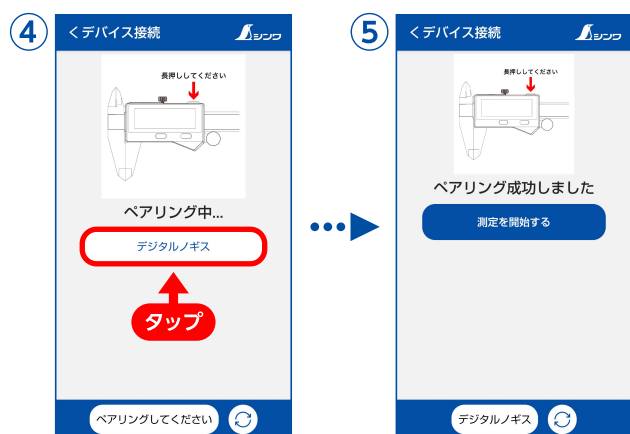 ④
くデバイス接続
シンワ
長押ししてください
ペアリング中...
デジタルノギス
タップ
ペアリングしてください
⑤
くデバイス接続
シンワ
長押ししてください
ペアリング成功しました
測定を開始する
デジタルノギス